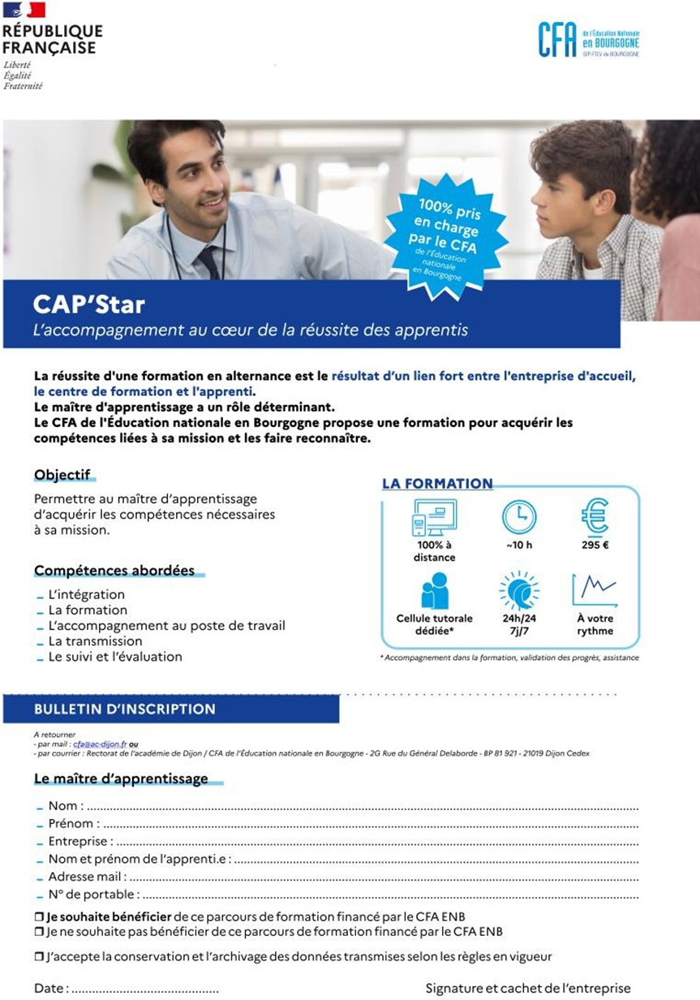 RÉPUBLIQUE
FRANÇAISE
Liberté
Égalité
Fraternité
CFA
de l'Éducation Nationale
en BOURGOGNE
GIP-FTLV de BOURGOGNE
100% pris
en charge
par le CFA
de l'Éducation
nationale
en Bourgogne
CAP'Star
L'accompagnement au cœur de la réussite des apprentis
La réussite d'une formation en alternance est le résultat d'un lien fort entre l'entreprise d'accueil,
le centre de formation et l'apprenti.
Le maître d'apprentissage a un rôle déterminant.
Le CFA de l'Éducation nationale en Bourgogne propose une formation pour acquérir les
compétences liées à sa mission et les faire reconnaître.
Objectif
Permettre au maître d'apprentissage
d'acquérir les compétences nécessaires
à sa mission.
Compétences abordées
– L'intégration
– La formation
– L'accompagnement au poste de travail
– La transmission
– Le suivi et l'évaluation
LA FORMATION
100% à
distance
~10 h
295 €
Cellule tutorale
dédiée*
24h/24
7j/7
À votre
rythme
* Accompagnement dans la formation, validation des progrès, assistance
BULLETIN D'INSCRIPTION
A retourner
- par mail : cfa@ac-dijon.fr ou
- par courrier : Rectorat de l'académie de Dijon / CFA de l'Éducation nationale en Bourgogne - 2G Rue du Général Delaborde - BP 81 921 - 21019 Dijon Cedex
Le maître d'apprentissage
– Nom : ..........
– Prénom : ..........
– Entreprise : ..........
– Nom et prénom de l'apprenti.e : ..........
– Adresse mail : ..........
– N° de portable : ..........
❒ Je souhaite bénéficier de ce parcours de formation financé par le CFA ENB
❒ Je ne souhaite pas bénéficier de ce parcours de formation financé par le CFA ENB
❒ J'accepte la conservation et l'archivage des données transmises selon les règles en vigueur
Date : ..........
Signature et cachet de l'entreprise